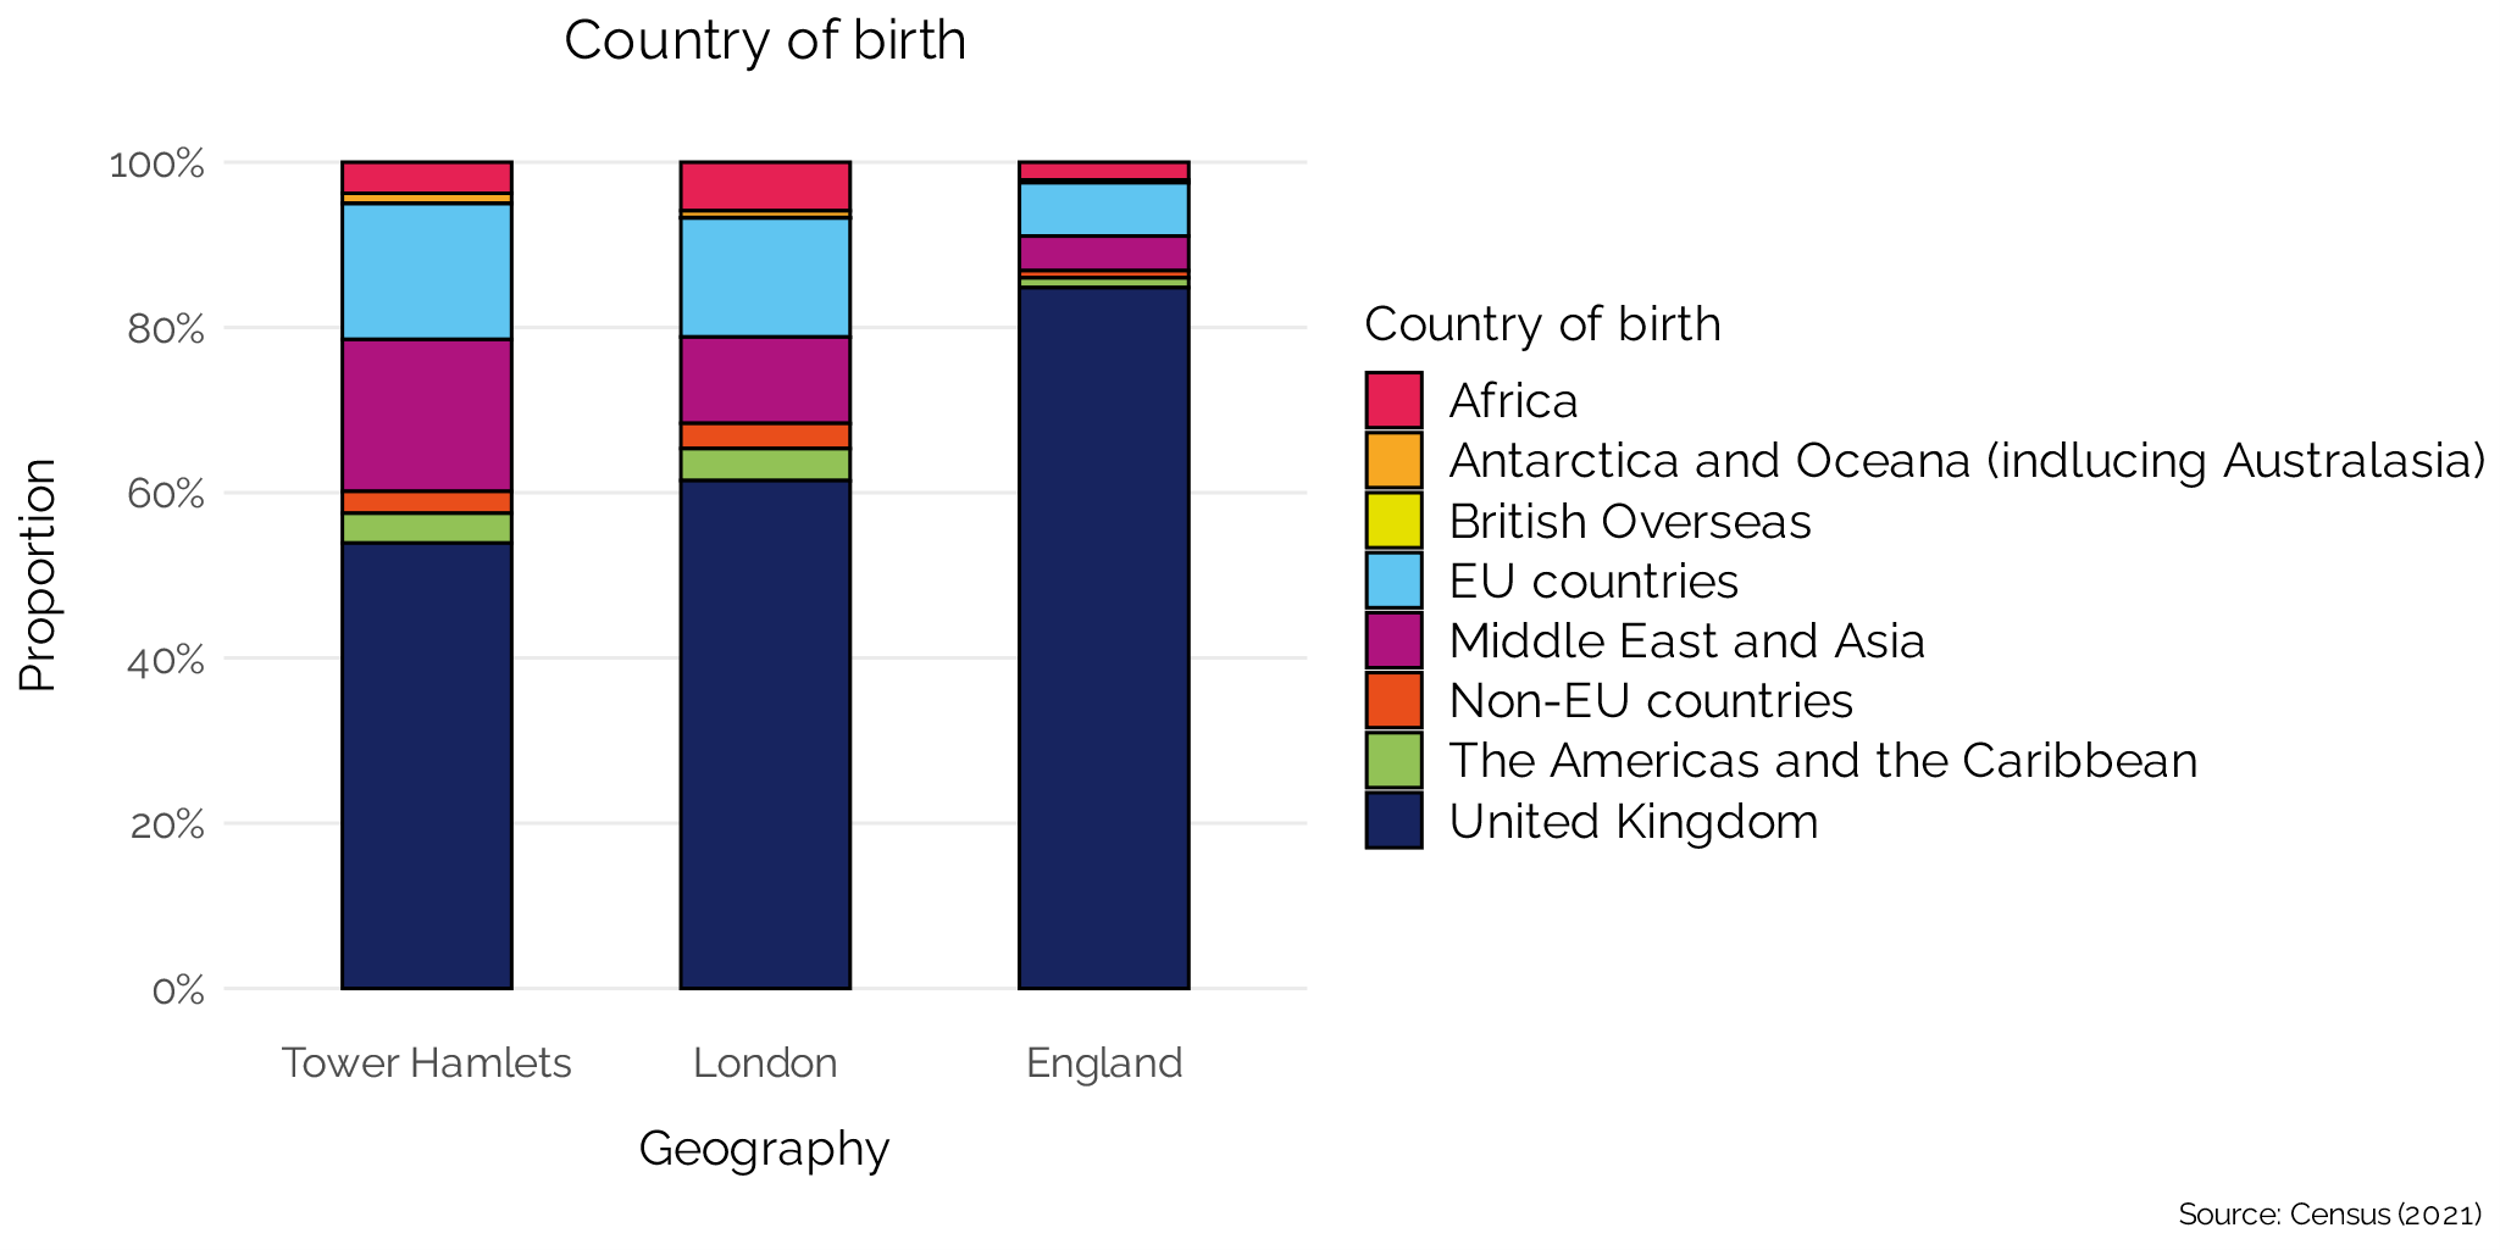 Country of birth
100%
80%
60%
40%
20%
0%
Proportion
Tower Hamlets
London
England
Geography
Country of birth
Africa
Antarctica and Oceana (indlucing Australasia)
British Overseas
EU countries
Middle East and Asia
Non-EU countries
The Americas and the Caribbean
United Kingdom
Source: Census (2021)